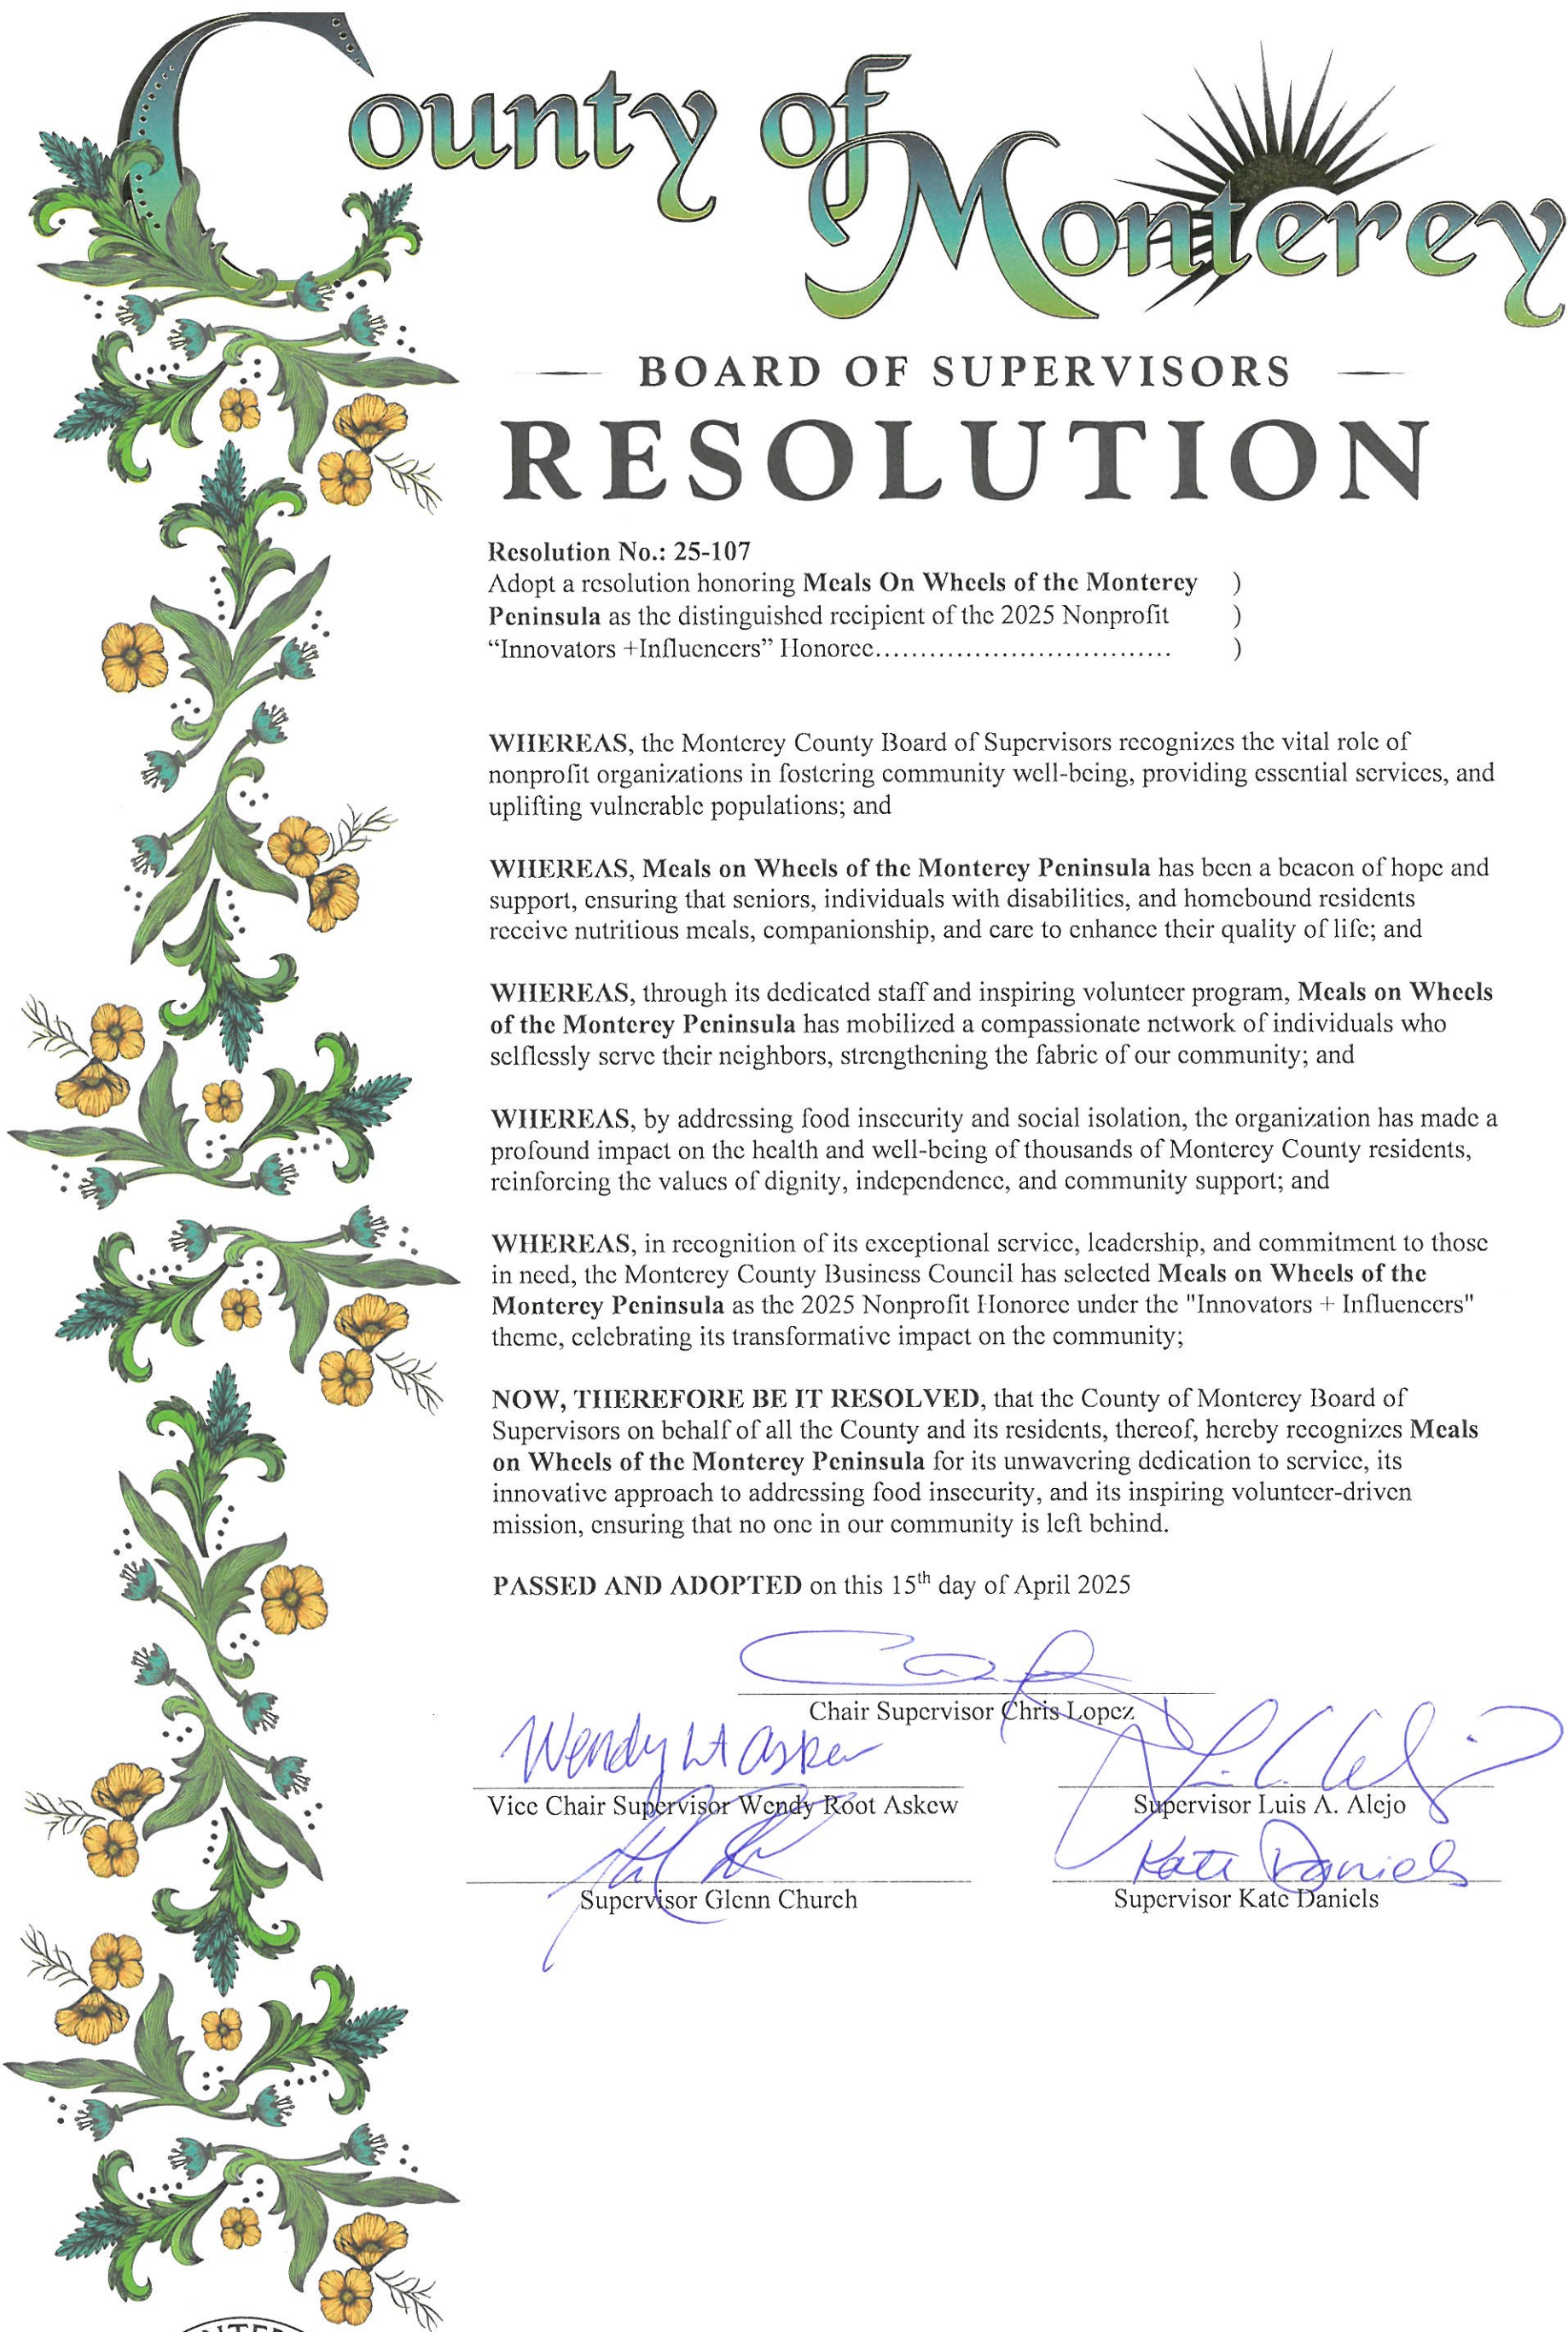 County of
Monterey
BOARD OF SUPERVISORS
RESOLUTION
Resolution No.: 25-107
Adopt a resolution honoring Meals On Wheels of the Monterey )
Peninsula as the distinguished recipient of the 2025 Nonprofit )
“Innovators +Influencers” Honoree................................. )
WHEREAS, the Monterey County Board of Supervisors recognizes the vital role of
nonprofit organizations in fostering community well-being, providing essential services, and
uplifting vulnerable populations; and
WHEREAS, Meals on Wheels of the Monterey Peninsula has been a beacon of hope and
support, ensuring that seniors, individuals with disabilities, and homebound residents
receive nutritious meals, companionship, and care to enhance their quality of life; and
WHEREAS, through its dedicated staff and inspiring volunteer program, Meals on Wheels
of the Monterey Peninsula has mobilized a compassionate network of individuals who
selflessly serve their neighbors, strengthening the fabric of our community; and
WHEREAS, by addressing food insecurity and social isolation, the organization has made a
profound impact on the health and well-being of thousands of Monterey County residents,
reinforcing the values of dignity, independence, and community support; and
WHEREAS, in recognition of its exceptional service, leadership, and commitment to those
in need, the Monterey County Business Council has selected Meals on Wheels of the
Monterey Peninsula as the 2025 Nonprofit Honoree under the "Innovators + Influencers"
theme, celebrating its transformative impact on the community;
NOW, THEREFORE BE IT RESOLVED, that the County of Monterey Board of
Supervisors on behalf of all the County and its residents, thereof, hereby recognizes Meals
on Wheels of the Monterey Peninsula for its unwavering dedication to service, its
innovative approach to addressing food insecurity, and its inspiring volunteer-driven
mission, ensuring that no one in our community is left behind.
PASSED AND ADOPTED on this 15th day of April 2025
Chair Supervisor Chris Lopez
Wendy Rt Askew
Vice Chair Supervisor Wendy Root Askew
Supervisor Luis A. Alejo
Kate Daniels
Supervisor Glenn Church
Supervisor Kate Daniels